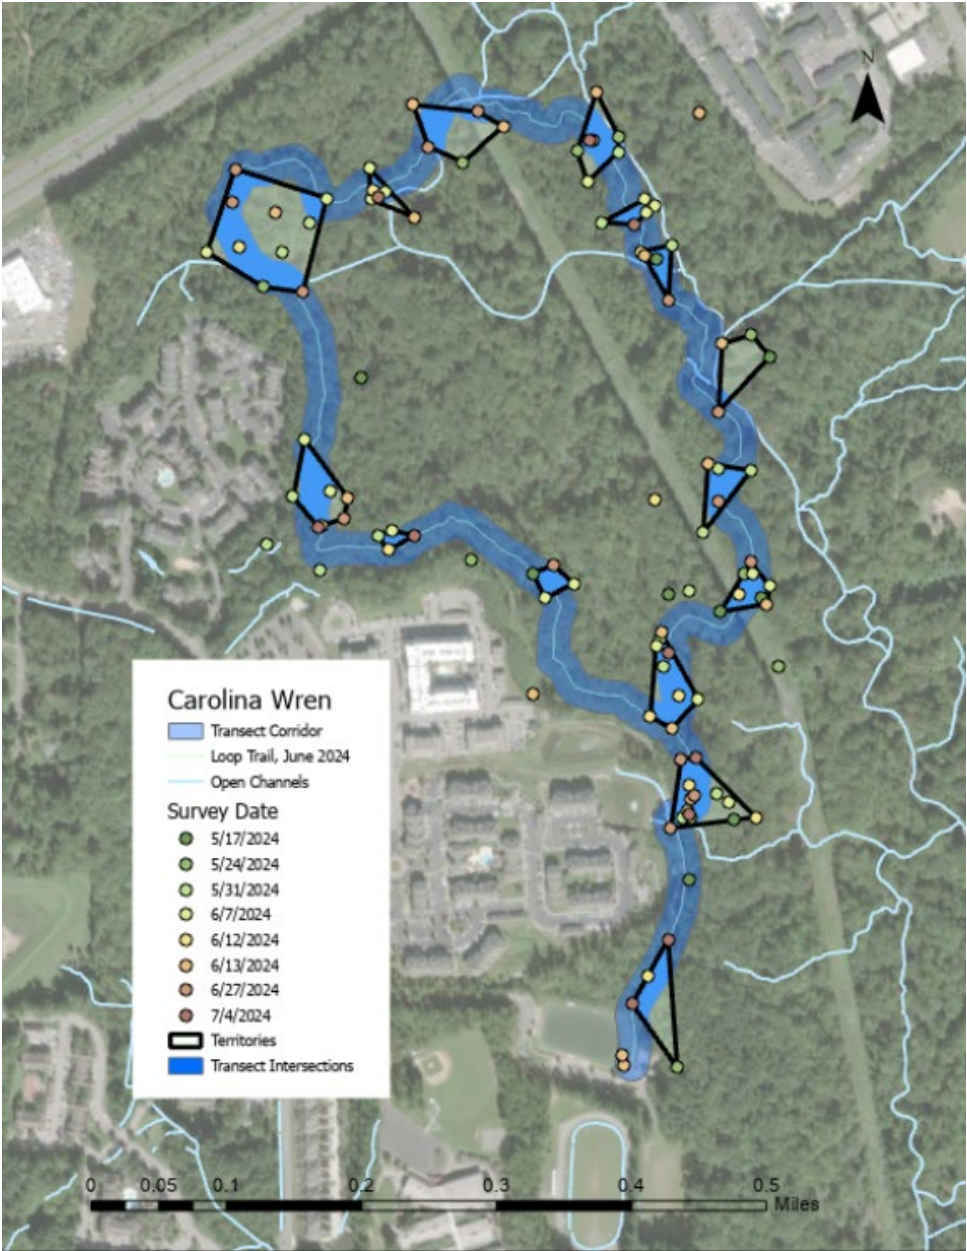 N
Carolina Wren
Transect Corridor
Loop Trail, June 2024
Open Channels
Survey Date
5/17/2024
5/24/2024
5/31/2024
6/7/2024
6/12/2024
6/13/2024
6/27/2024
7/4/2024
Territories
Transect Intersections
0 0.05 0.1 0.2 0.3 0.4 0.5
Miles